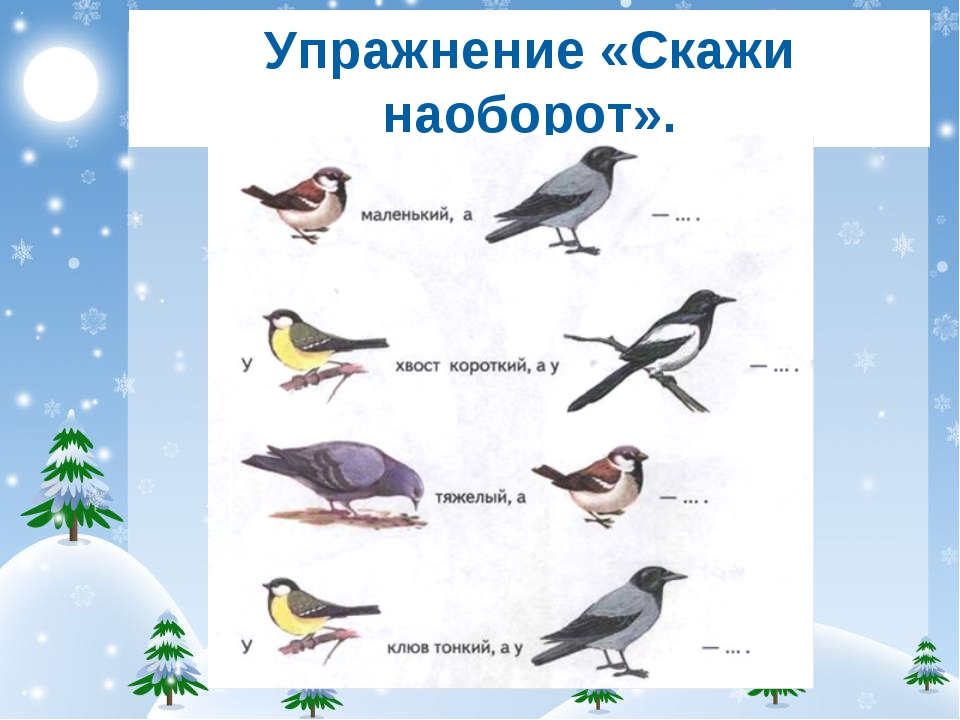 Упражнение «Скажи
наоборот».
маленький, а — ... .
У хвост короткий, а у — ... .
тяжелый, а — ... .
У клюв тонкий, а у — ... .